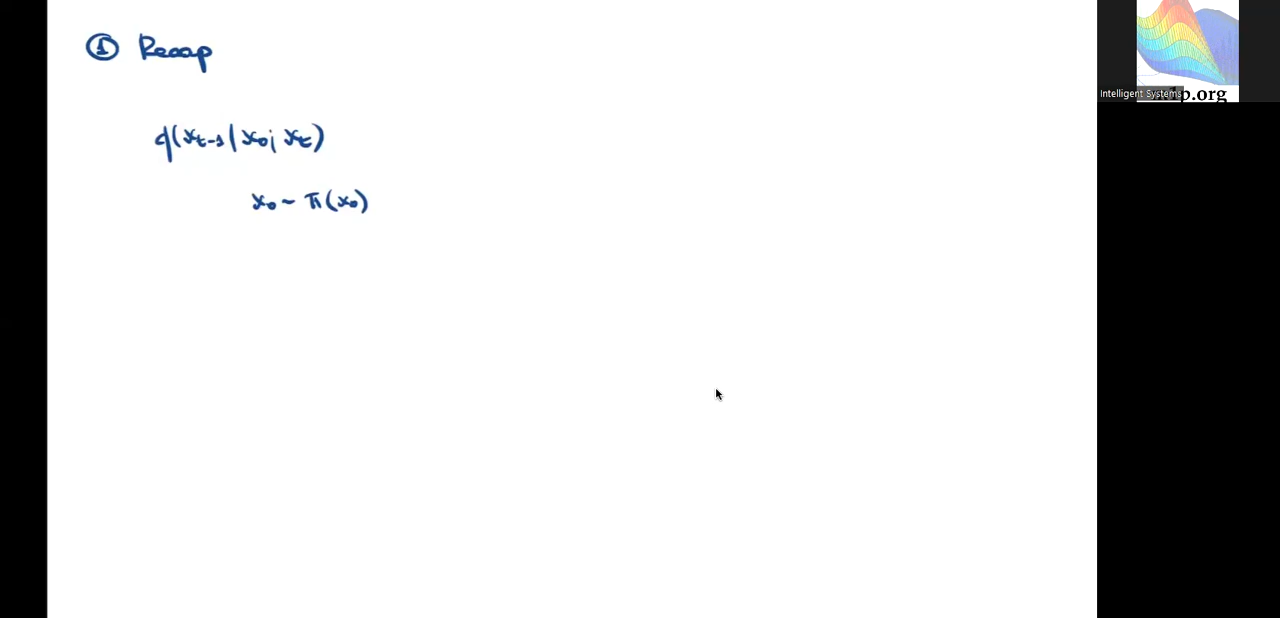 ① Recap
q(x_{t-1} | x_0; x_t)
x_0 ~ π(x_0)
Intelligent Systems
.org